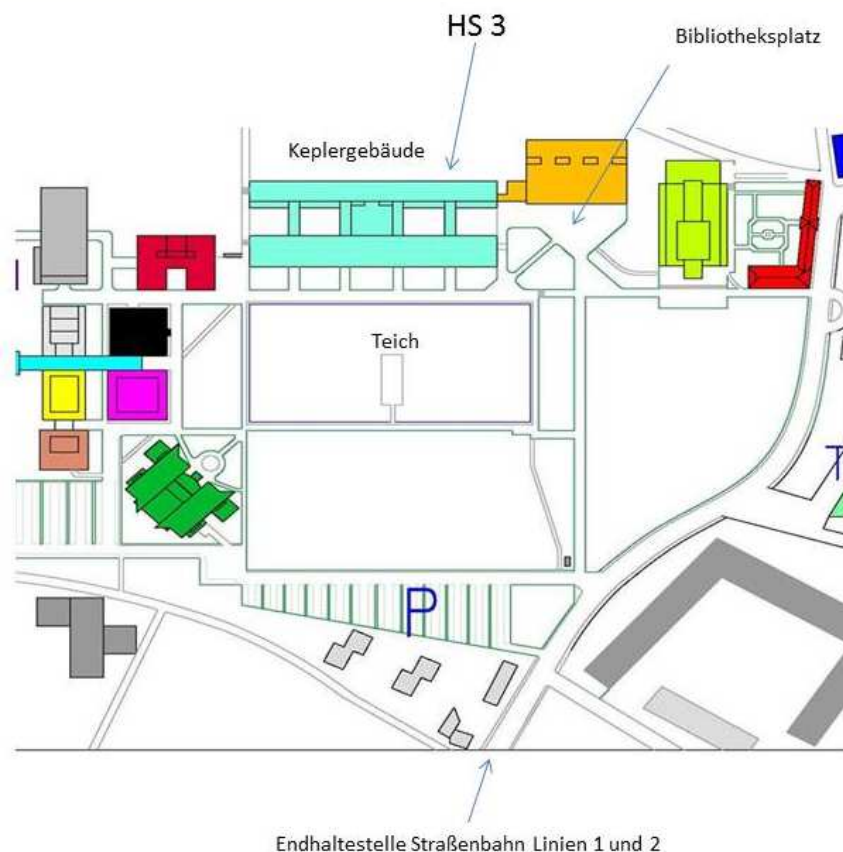 HS 3
Bibliotheksplatz
Keplergebäude
Teich
T
P
Endhaltestelle Straßenbahn Linien 1 und 2